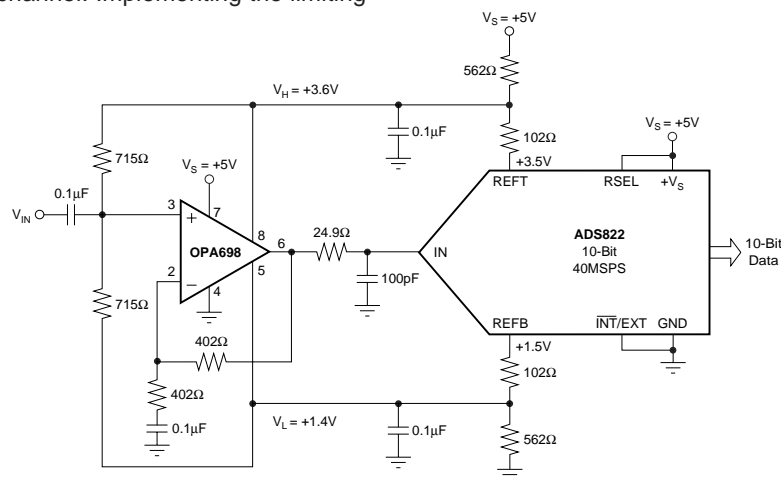 channel. Implementing the limiting
V_S = +5V
562Ω
V_H = +3.6V
0.1µF
102Ω
+3.5V
V_S = +5V
715Ω
V_S = +5V
REFT
RSEL
+V_S
0.1µF
V_IN
3
7
8
+
OPA698
6
24.9Ω
IN
ADS822
10-Bit
40MSPS
10-Bit
Data
2
−
5
4
100pF
715Ω
402Ω
REFB
INT/EXT
GND
+1.5V
402Ω
102Ω
0.1µF
V_L = +1.4V
0.1µF
562Ω